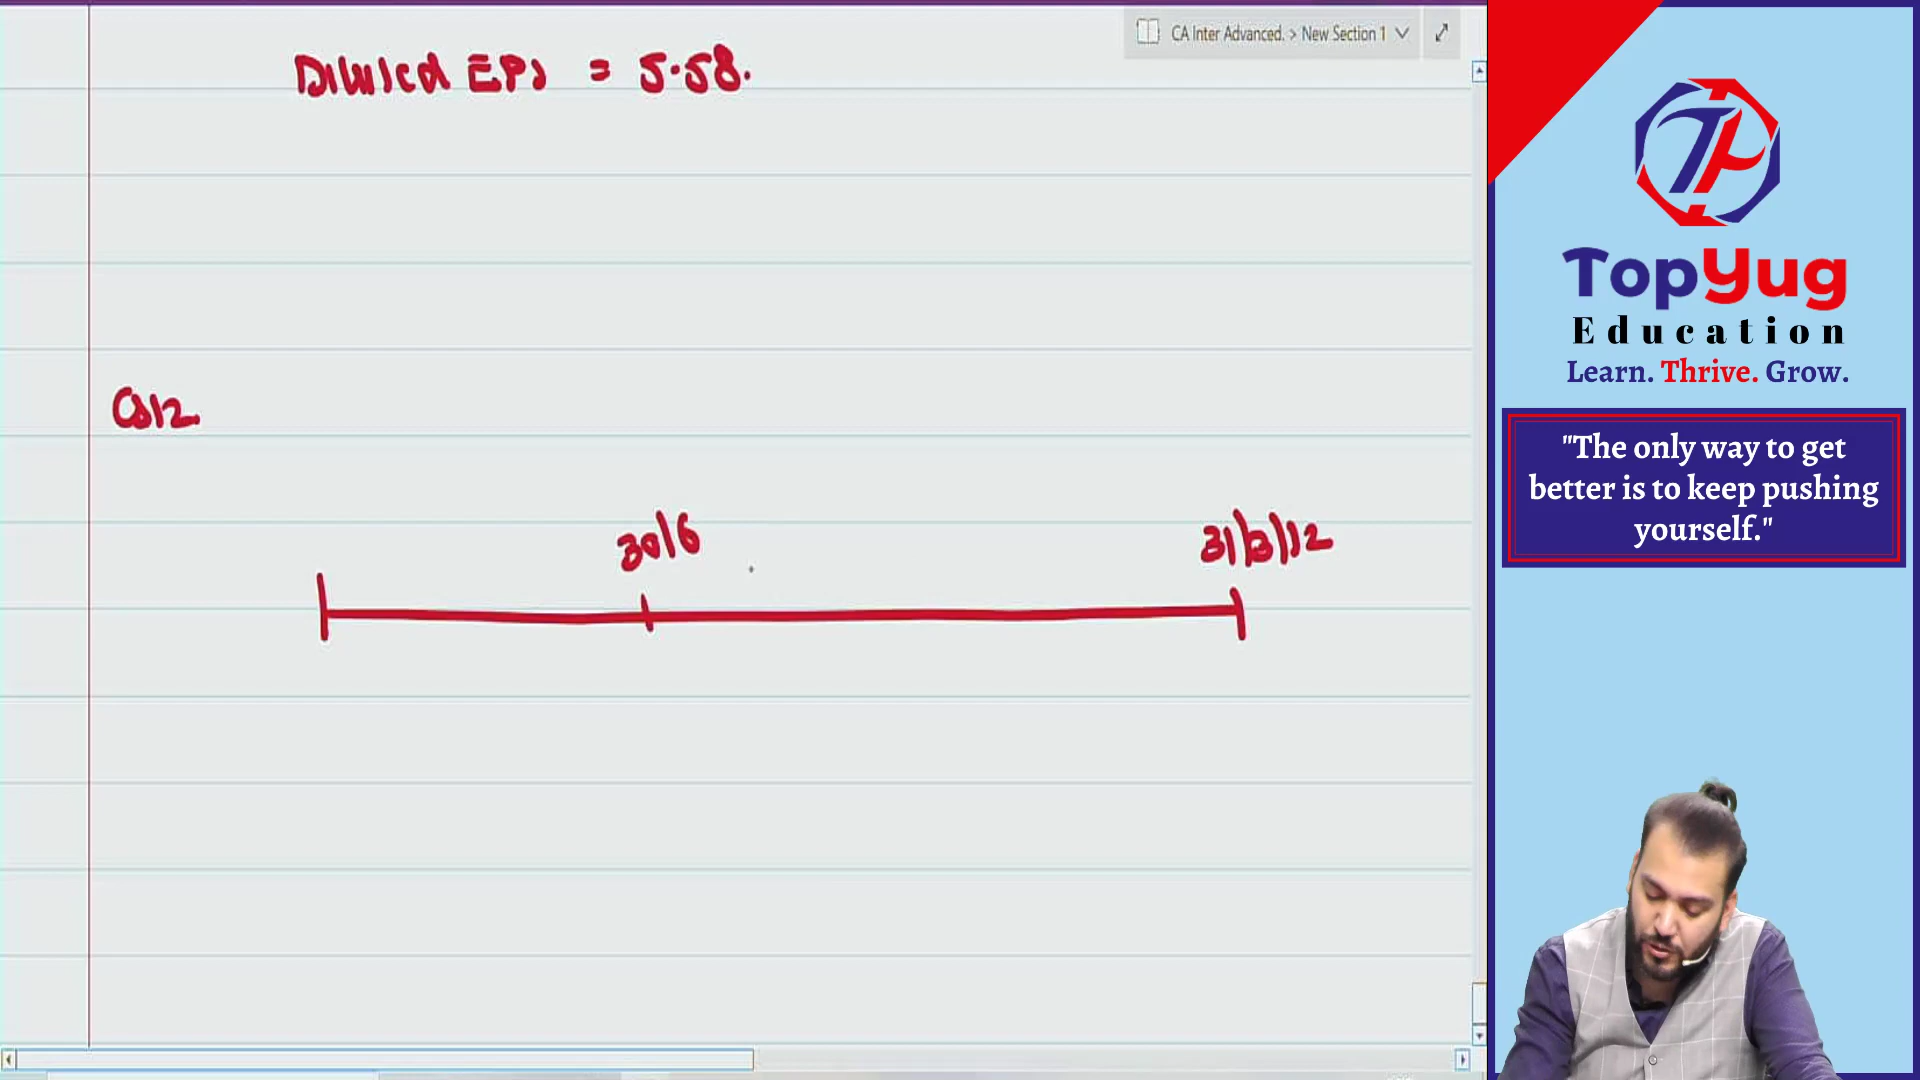 Diluted EPS = 5.58.
CA Inter Advanced. > New Section 1
TopYug
Education
Learn. Thrive. Grow.
"The only way to get
better is to keep pushing
yourself."
30/6
31/3/12